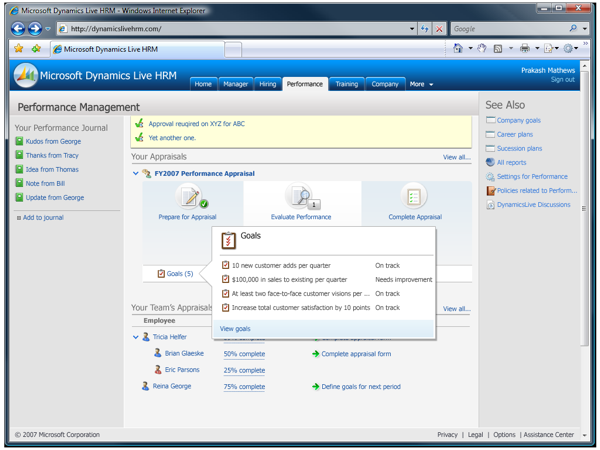 Microsoft Dynamics Live HRM - Windows Internet Explorer
http://dynamicslivehrm.com/
Google
Microsoft Dynamics Live HRM
Microsoft Dynamics Live HRM
Home Manager Hiring Performance Training Company More
Prakash Mathews
Sign out
Performance Management
Your Performance Journal
Kudos from George
Thanks from Tracy
Idea from Thomas
Note from Bill
Update from George
Add to journal
Approval reuqired on XYZ for ABC
Yet another one.
Your Appraisals View all...
FY2007 Performance Appraisal
1
Prepare for Appraisal Evaluate Performance Complete Appraisal
Goals (5)
Goals
10 new customer adds per quarter On track
$100,000 in sales to existing per quarter Needs improvement
At least two face-to-face customer visions per ... On track
Increase total customer satisfaction by 10 points On track
View goals
Your Team's Appraisals View all...
Employee
Tricia Helfer
Brian Glaeske 50% complete Complete appraisal form
Eric Parsons 25% complete
Reina George 75% complete Define goals for next period
See Also
Company goals
Career plans
Sucession plans
All reports
Settings for Performance
Policies related to Perform...
DynamicsLive Discussions
© 2007 Microsoft Corporation
Privacy | Legal | Options | Assistance Center